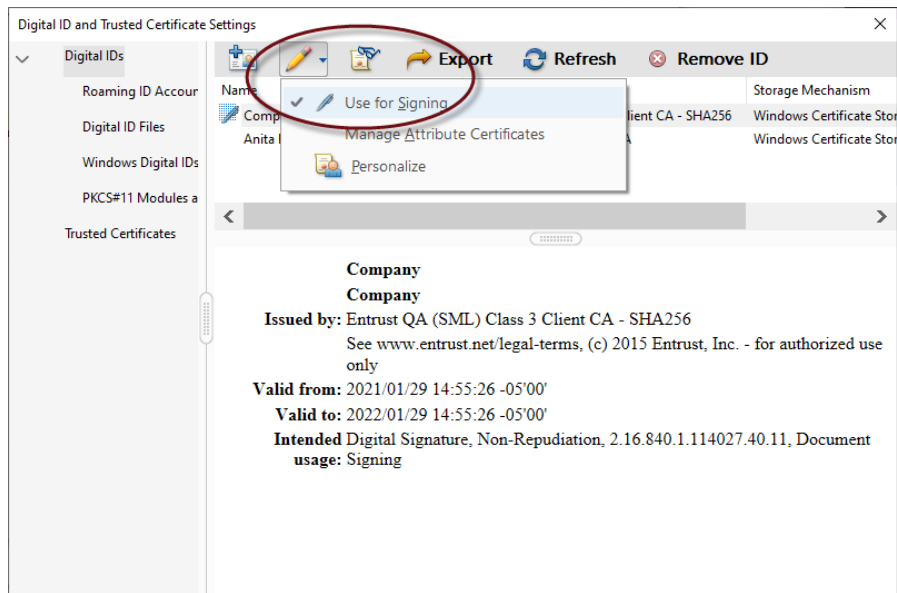 Digital ID and Trusted Certificate Settings
Digital IDs
Export
Refresh
Remove ID
Roaming ID Accour
Name
Storage Mechanism
Use for Signing
Comp
lient CA - SHA256
Windows Certificate Stor
Digital ID Files
Manage Attribute Certificates
Anita
Windows Certificate Stor
Windows Digital IDs
Personalize
PKCS#11 Modules a
Trusted Certificates
Company
Company
Issued by: Entrust QA (SML) Class 3 Client CA - SHA256
See www.entrust.net/legal-terms, (c) 2015 Entrust, Inc. - for authorized use
only
Valid from: 2021/01/29 14:55:26 -05'00'
Valid to: 2022/01/29 14:55:26 -05'00'
Intended Digital Signature, Non-Repudiation, 2.16.840.1.114027.40.11, Document
usage: Signing